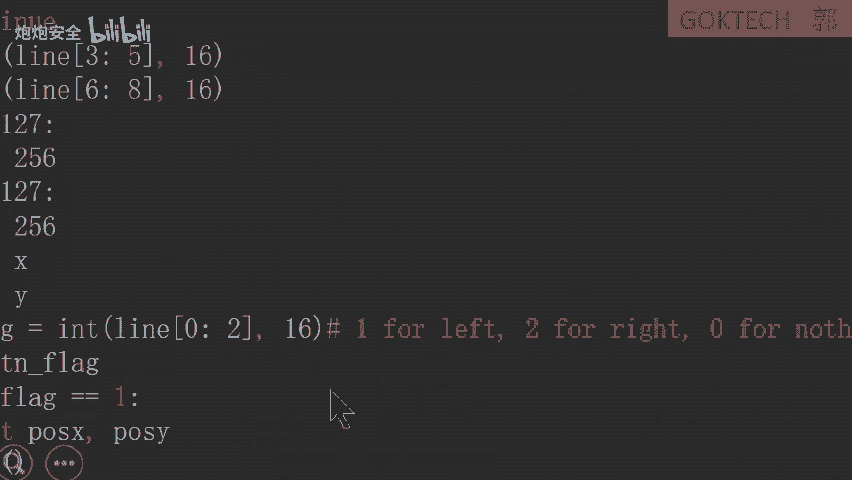 inue
炮炮安全 bilibili
GOKTECH 郭
(line[3: 5], 16)
(line[6: 8], 16)
127:
256
127:
256
x
y
g = int(line[0: 2], 16)# 1 for left, 2 for right, 0 for noth
tn_flag
flag == 1:
t posx, posy